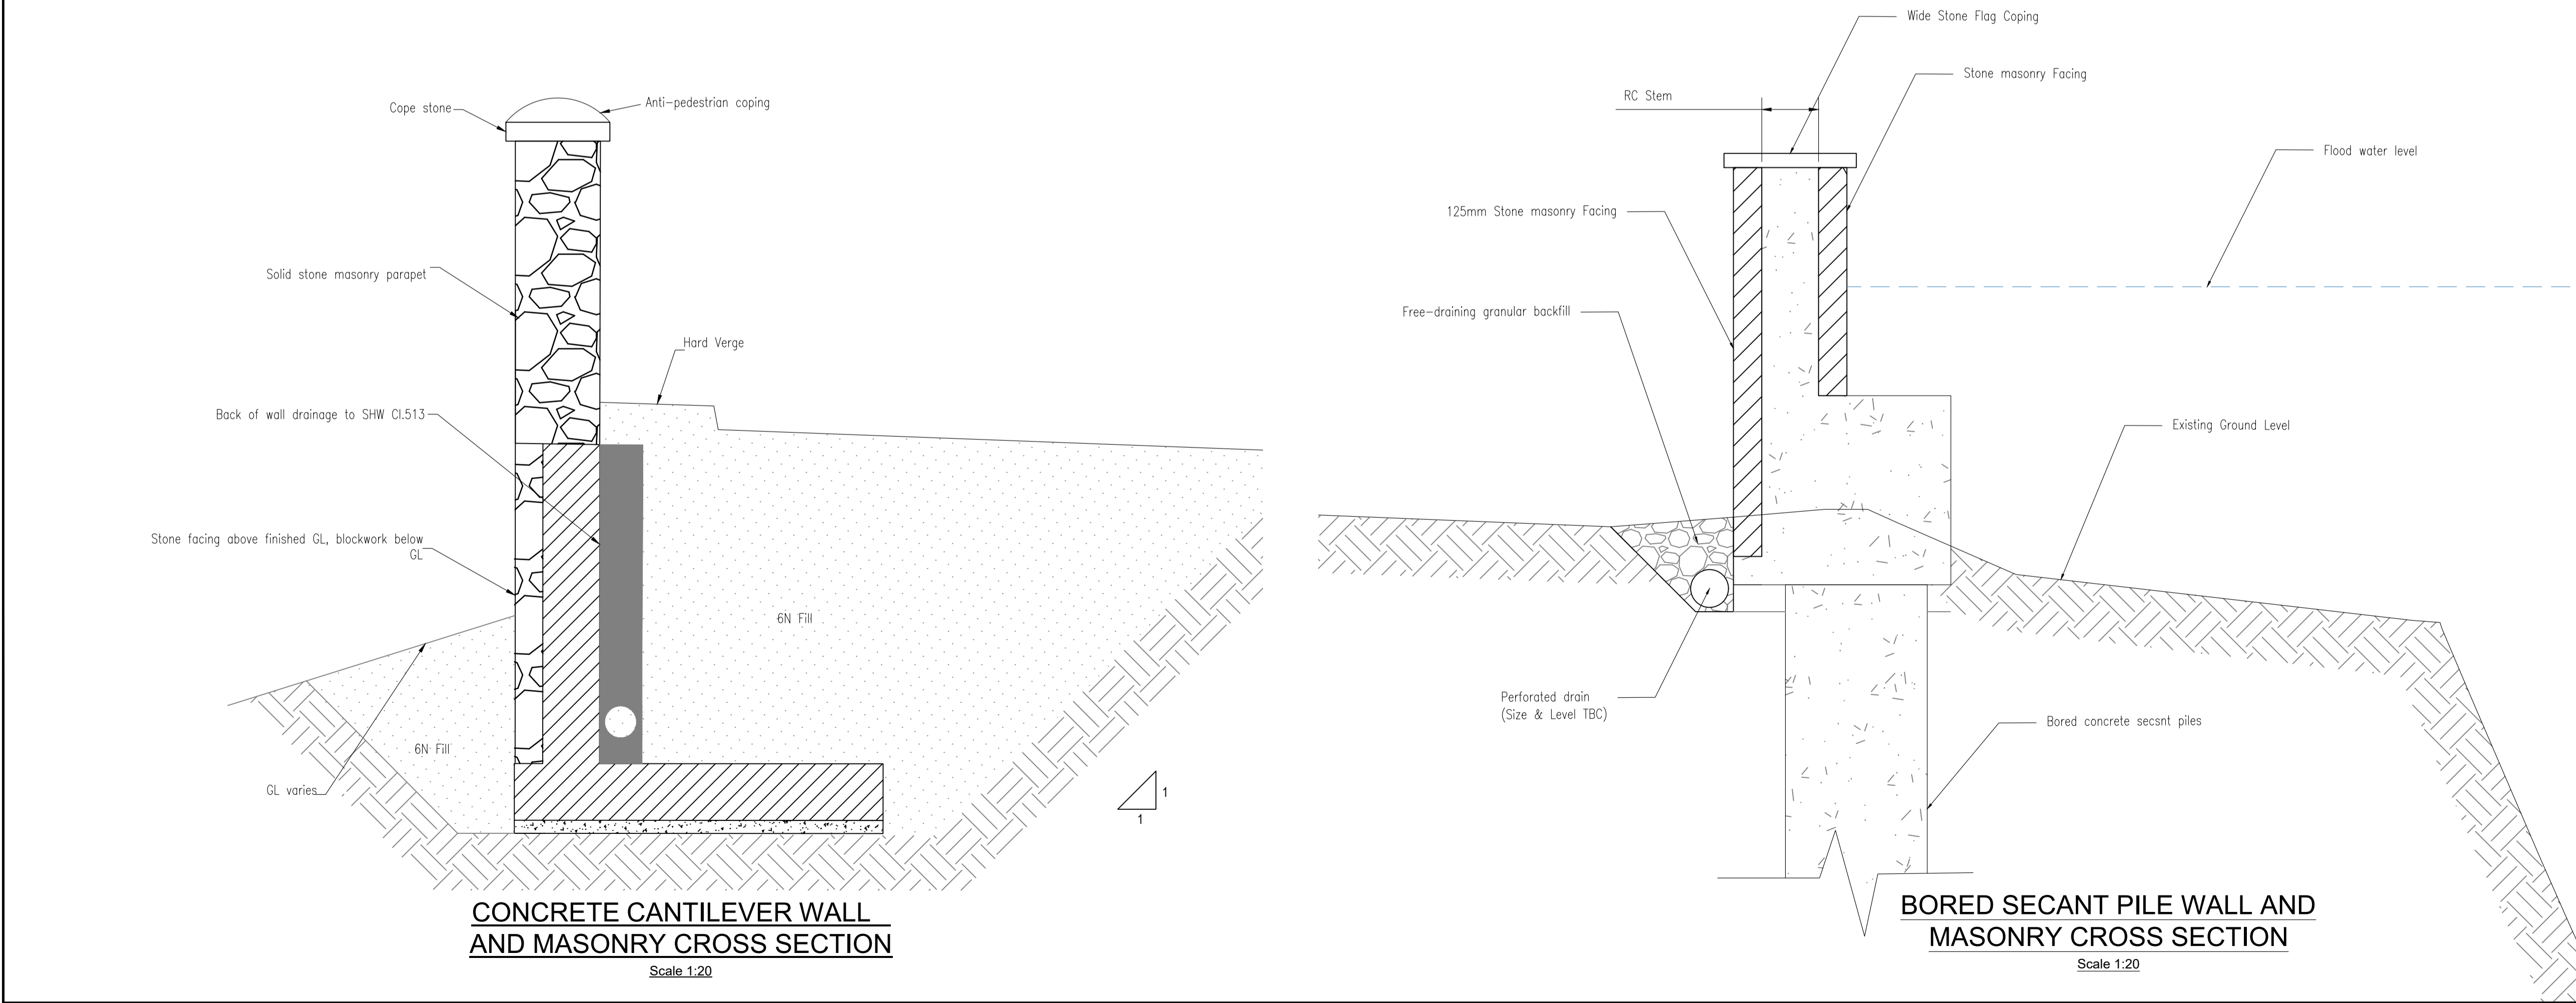 Cope stone
Anti-pedestrian coping
Solid stone masonry parapet
Hard Verge
Back of wall drainage to SHW Cl.513
Stone facing above finished GL, blockwork below
GL
6N Fill
6N Fill
GL varies
1
1
CONCRETE CANTILEVER WALL
AND MASONRY CROSS SECTION
Scale 1:20
Wide Stone Flag Coping
Stone masonry Facing
RC Stem
Flood water level
125mm Stone masonry Facing
Free-draining granular backfill
Existing Ground Level
Perforated drain
(Size & Level TBC)
Bored concrete secsnt piles
BORED SECANT PILE WALL AND
MASONRY CROSS SECTION
Scale 1:20